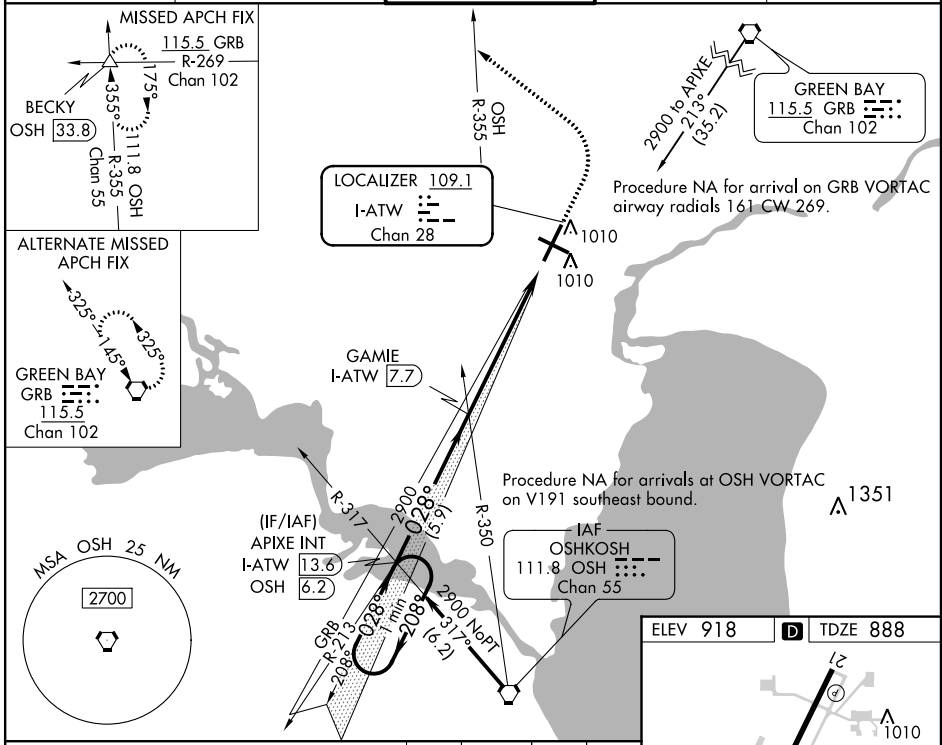 MISSED APCH FIX
115.5 GRB
R-269
Chan 102
175°
355°
BECKY
OSH 33.8
R-355
Chan 55
111.8 OSH
ALTERNATE MISSED
APCH FIX
325°
145°
325°
GREEN BAY
GRB
115.5
Chan 102
OSH
R-355
LOCALIZER 109.1
I-ATW
Chan 28
1010
1010
2900 to APIXE
213°
(35.2)
GREEN BAY
115.5 GRB
Chan 102
Procedure NA for arrival on GRB VORTAC
airway radials 161 CW 269.
GAMIE
I-ATW 7.7
R-317
2900
028°
(5.9)
R-350
Procedure NA for arrivals at OSH VORTAC
on V191 southeast bound.
1351
(IF/IAF)
APIXE INT
I-ATW 13.6
OSH 6.2
IAF
OSHKOSH
111.8 OSH
Chan 55
GRB
R-213
208°
028°
1 min
208°
2900 NoPT
317°
(6.2)
MSA OSH 25 NM
2700
ELEV 918
D
TDZE 888
21
P
1010